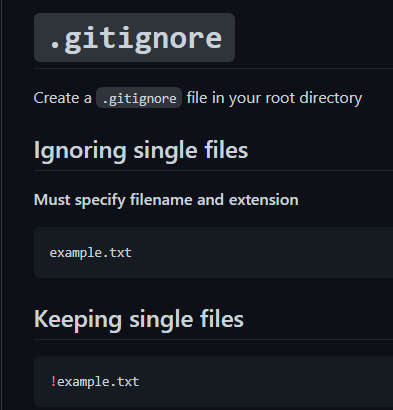 .gitignore
Create a .gitignore file in your root directory
Ignoring single files
Must specify filename and extension
example.txt
Keeping single files
!example.txt